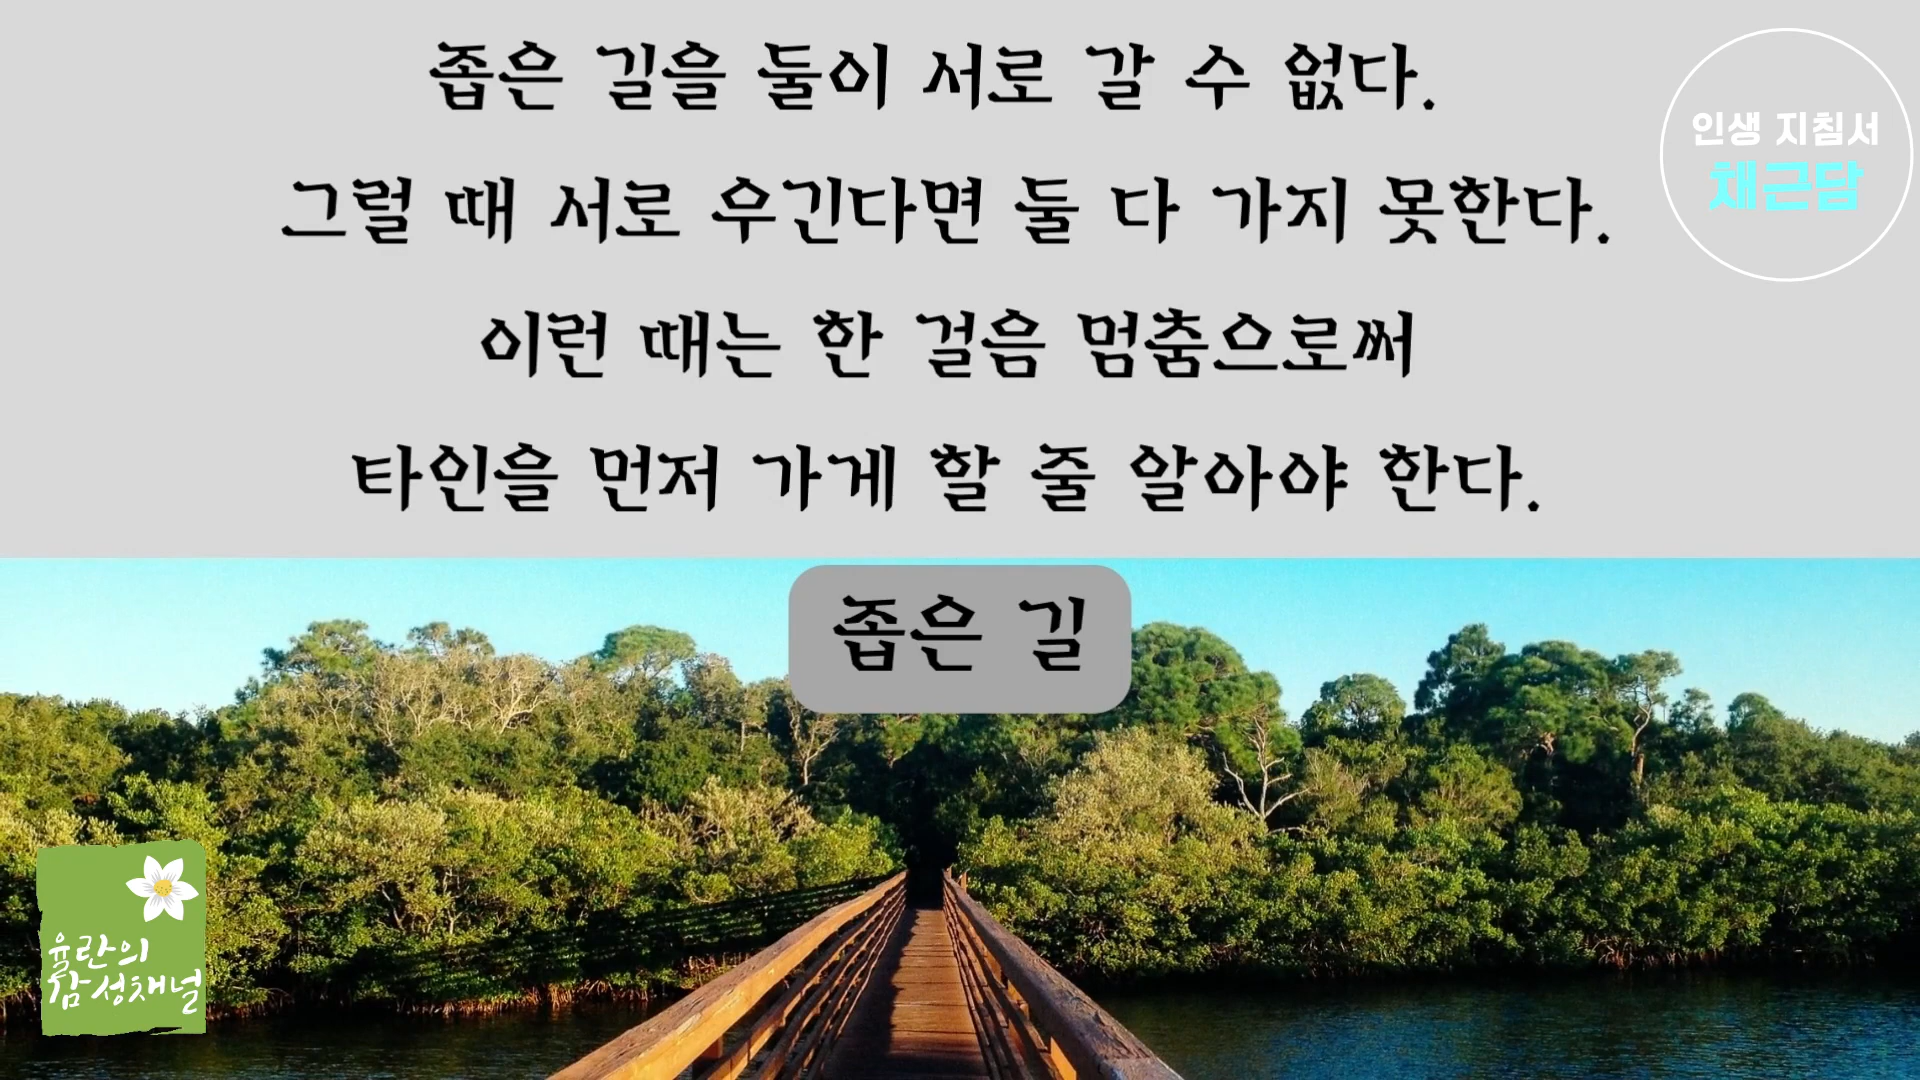 좁은 길을 둘이 서로 갈 수 없다.
그럴 때 서로 우긴다면 둘 다 가지 못한다.
이런 때는 한 걸음 멈춤으로써
타인을 먼저 가게 할 줄 알아야 한다.
인생 지침서
채근담
좁은 길
율란의
감성채널